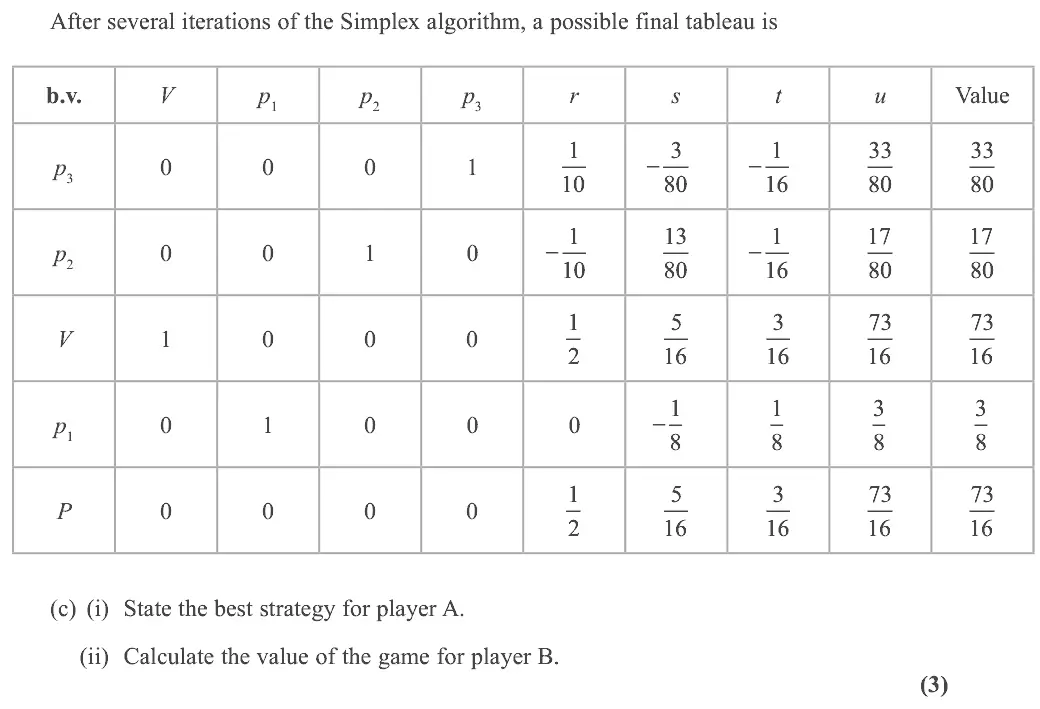 After several iterations of the Simplex algorithm, a possible final tableau is
b.v. V p₁ p₂ p₃ r s t u Value
p₃ 0 0 0 1 1/10 −3/80 −1/16 33/80 33/80
p₂ 0 0 1 0 −1/10 13/80 −1/16 17/80 17/80
V 1 0 0 0 1/2 5/16 3/16 73/16 73/16
p₁ 0 1 0 0 0 −1/8 1/8 3/8 3/8
P 0 0 0 0 1/2 5/16 3/16 73/16 73/16
(c) (i) State the best strategy for player A.
(ii) Calculate the value of the game for player B.
(3)